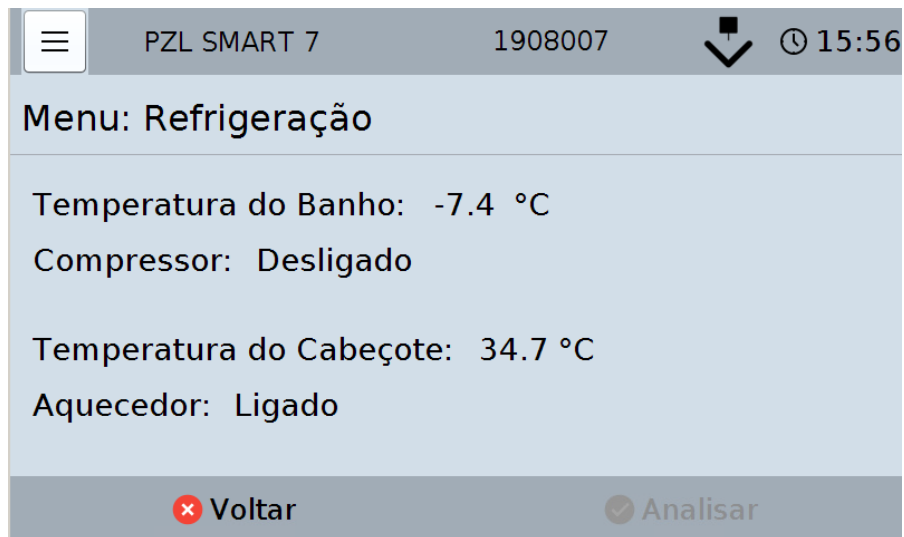 PZL SMART 7 1908007 15:56
Menu: Refrigeração
Temperatura do Banho: -7.4 °C
Compressor: Desligado
Temperatura do Cabeçote: 34.7 °C
Aquecedor: Ligado
Voltar Analisar